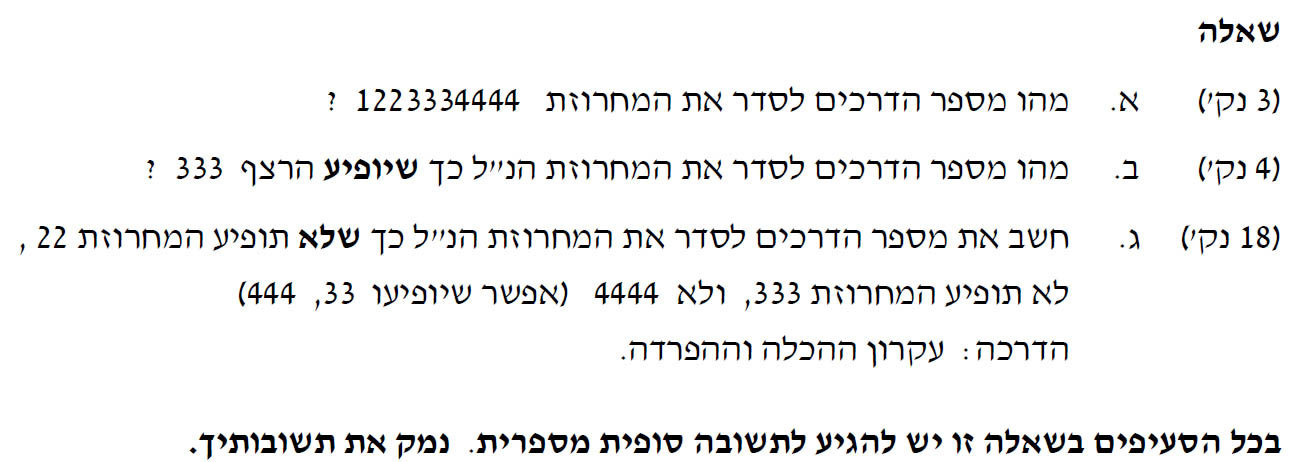 שאלה
(3 נק') א. מהו מספר הדרכים לסדר את המחרוזת 1223334444 ?
(4 נק') ב. מהו מספר הדרכים לסדר את המחרוזת הנ"ל כך שיופיע הרצף 333 ?
(18 נק') ג. חשב את מספר הדרכים לסדר את המחרוזת הנ"ל כך שלא תופיע המחרוזת 22 ,
לא תופיע המחרוזת 333, ולא 4444 (אפשר שיופיעו 33, 444)
הדרכה: עקרון ההכלה וההפרדה.
בכל הסעיפים בשאלה זו יש להגיע לתשובה סופית מספרית. נמק את תשובותיך.